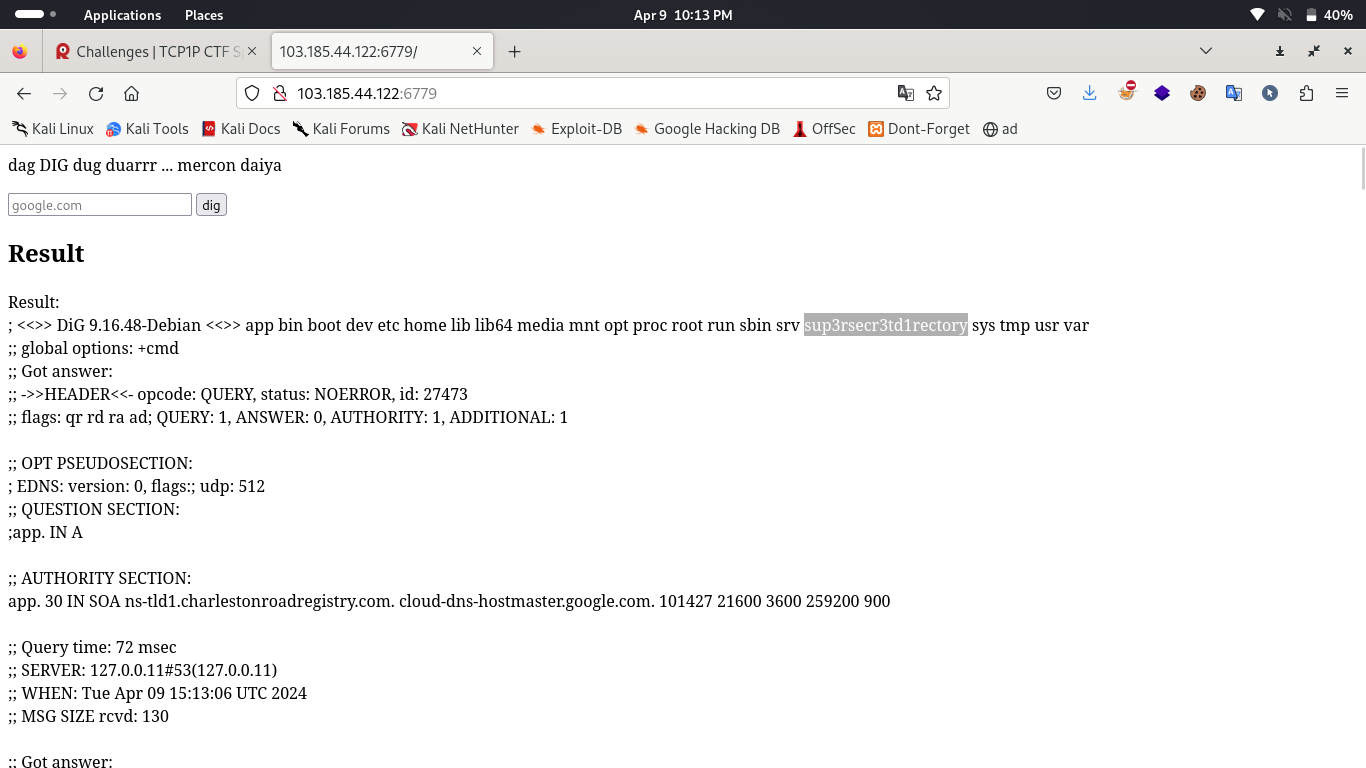 Applications Places Apr 9 10:13 PM 40%
Challenges | TCP1P CTF Sp 103.185.44.122:6779/
103.185.44.122:6779
Kali Linux Kali Tools Kali Docs Kali Forums Kali NetHunter Exploit-DB Google Hacking DB OffSec Dont-Forget ad
dag DIG dug duarrr ... mercon daiya
google.com dig
Result
Result:
; <<>> DiG 9.16.48-Debian <<>> app bin boot dev etc home lib lib64 media mnt opt proc root run sbin srv sup3rsecr3td1rectory sys tmp usr var
;; global options: +cmd
;; Got answer:
;; ->>HEADER<<- opcode: QUERY, status: NOERROR, id: 27473
;; flags: qr rd ra ad; QUERY: 1, ANSWER: 0, AUTHORITY: 1, ADDITIONAL: 1
;; OPT PSEUDOSECTION:
; EDNS: version: 0, flags:; udp: 512
;; QUESTION SECTION:
;app. IN A
;; AUTHORITY SECTION:
app. 30 IN SOA ns-tld1.charlestonroadregistry.com. cloud-dns-hostmaster.google.com. 101427 21600 3600 259200 900
;; Query time: 72 msec
;; SERVER: 127.0.0.11#53(127.0.0.11)
;; WHEN: Tue Apr 09 15:13:06 UTC 2024
;; MSG SIZE rcvd: 130
;; Got answer: